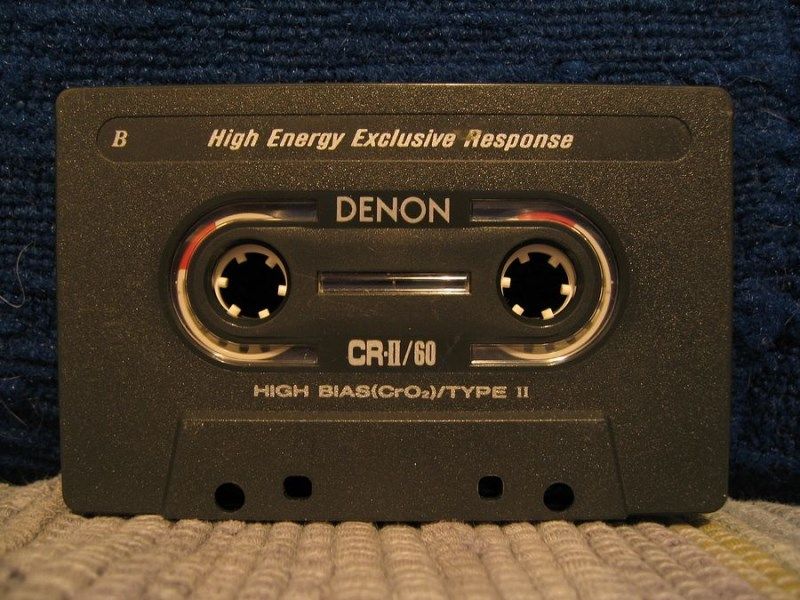 B High Energy Exclusive Response
DENON
CR·II/60
HIGH BIAS(CrO₂)/TYPE II